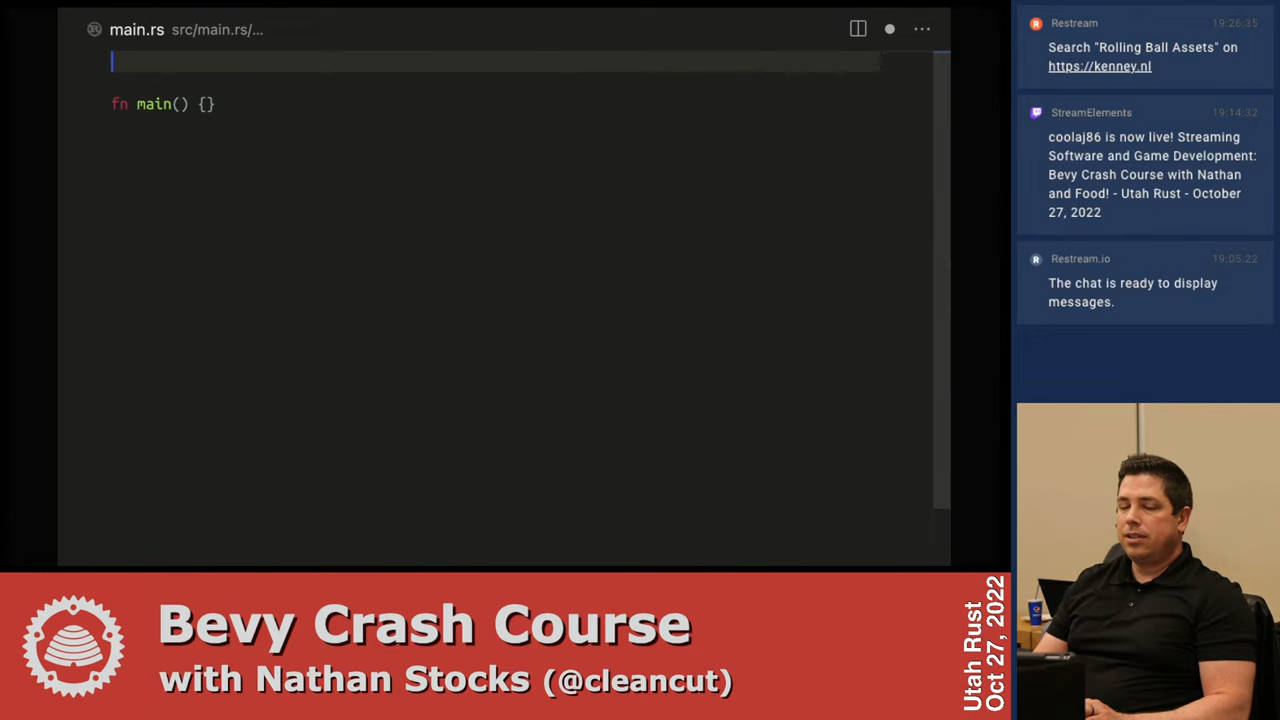 main.rs src/main.rs/...
fn main() {}
Restream 19:26:35
Search "Rolling Ball Assets" on
https://kenney.nl
StreamElements 19:14:32
coolaj86 is now live! Streaming
Software and Game Development:
Bevy Crash Course with Nathan
and Food! - Utah Rust - October
27, 2022
Restream.io 19:05:22
The chat is ready to display
messages.
Bevy Crash Course
with Nathan Stocks (@cleancut)
Utah Rust
Oct 27, 2022